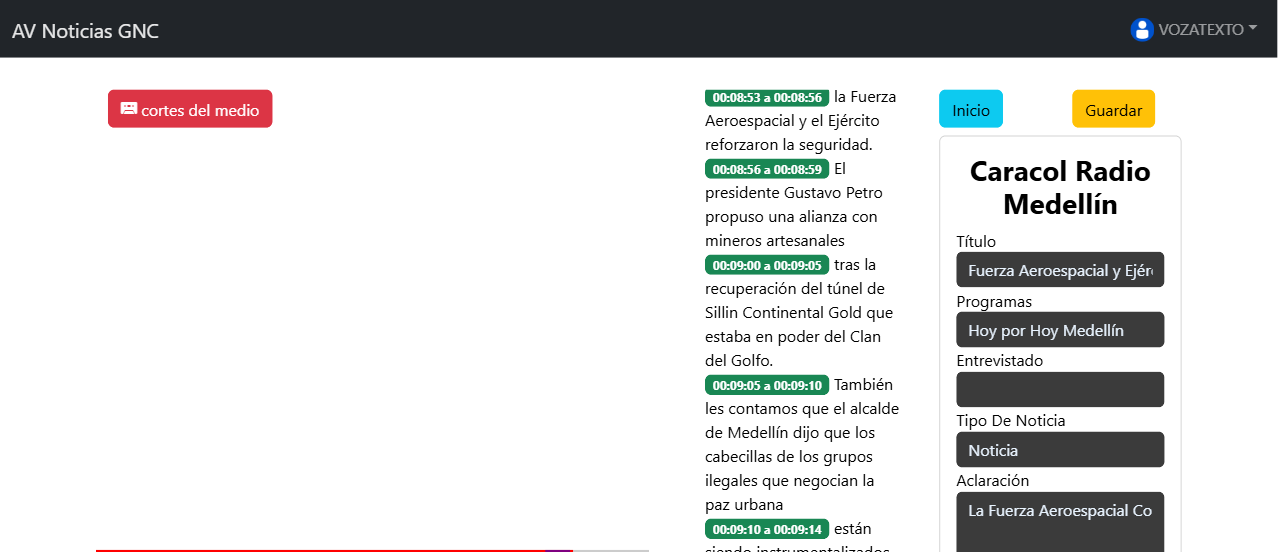 AV Noticias GNC
VOZATEXTO
cortes del medio
00:08:53 a 00:08:56 la Fuerza
Aeroespacial y el Ejército
reforzaron la seguridad.
00:08:56 a 00:08:59 El
presidente Gustavo Petro
propuso una alianza con
mineros artesanales
00:09:00 a 00:09:05 tras la
recuperación del túnel de
Sillin Continental Gold que
estaba en poder del Clan
del Golfo.
00:09:05 a 00:09:10 También
les contamos que el alcalde
de Medellín dijo que los
cabecillas de los grupos
ilegales que negocian la
paz urbana
00:09:10 a 00:09:14 están
siendo instrumentalizados
Inicio
Guardar
Caracol Radio
Medellín
Título
Fuerza Aeroespacial y Ejér
Programas
Hoy por Hoy Medellín
Entrevistado
Tipo De Noticia
Noticia
Aclaración
La Fuerza Aeroespacial Co